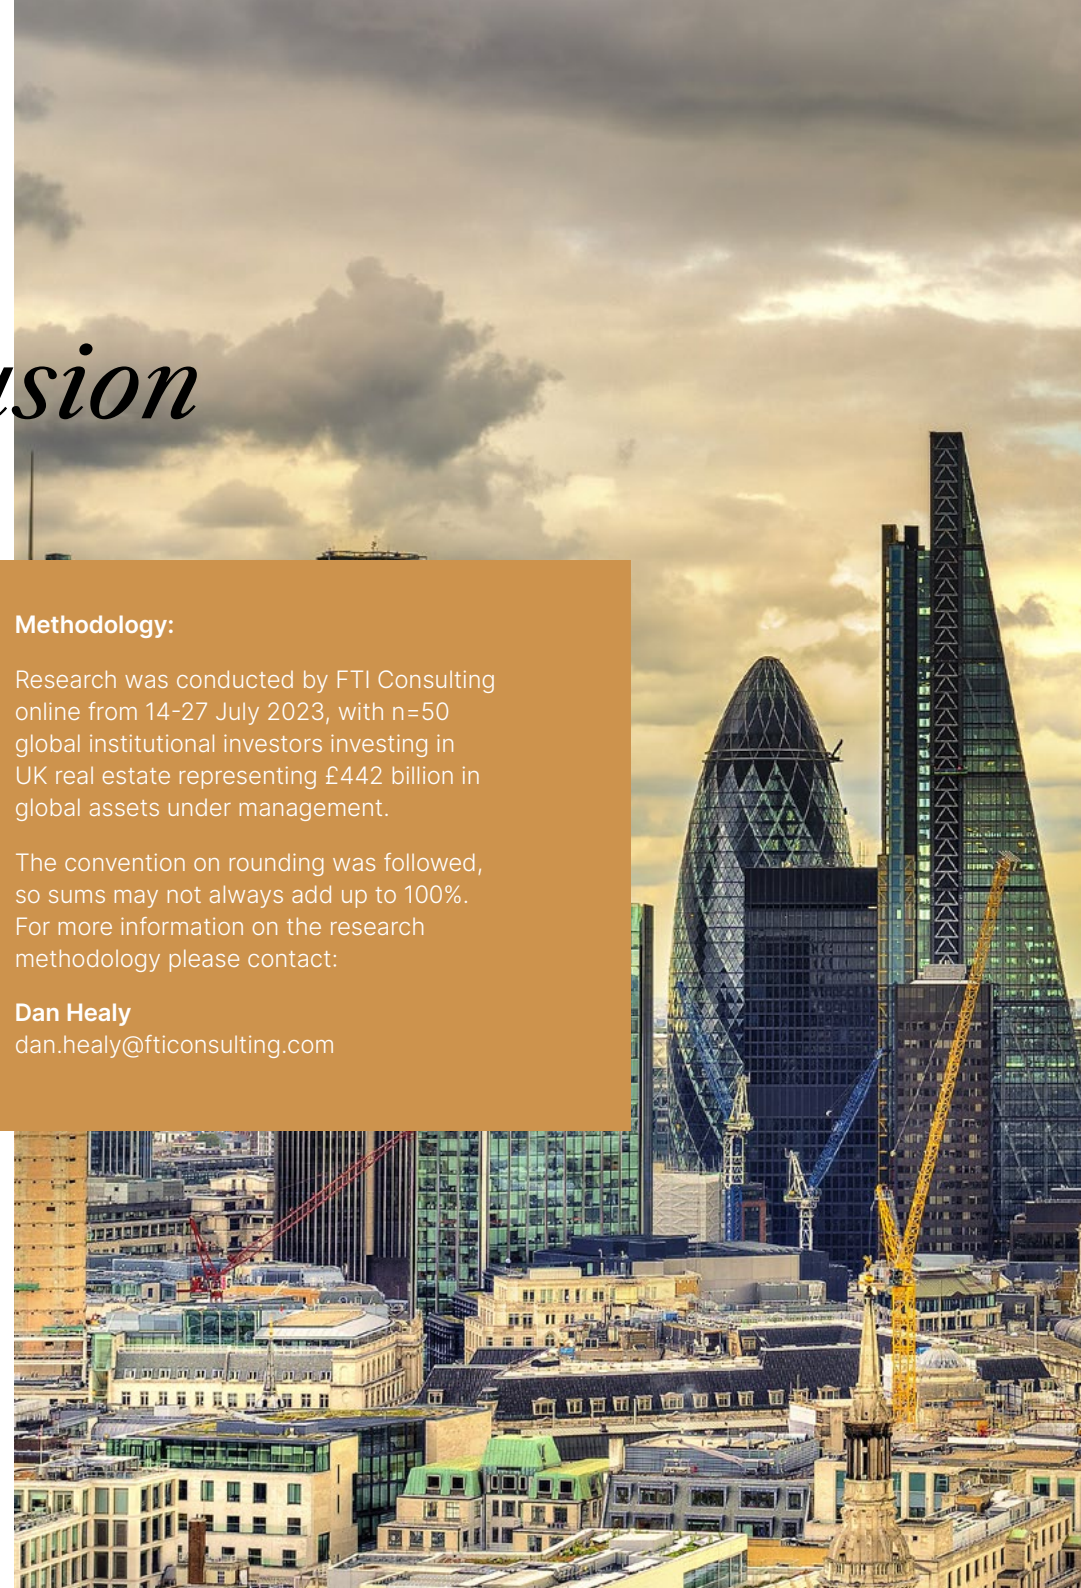 usion
Methodology:
Research was conducted by FTI Consulting
online from 14-27 July 2023, with n=50
global institutional investors investing in
UK real estate representing £442 billion in
global assets under management.
The convention on rounding was followed,
so sums may not always add up to 100%.
For more information on the research
methodology please contact:
Dan Healy
dan.healy@fticonsulting.com